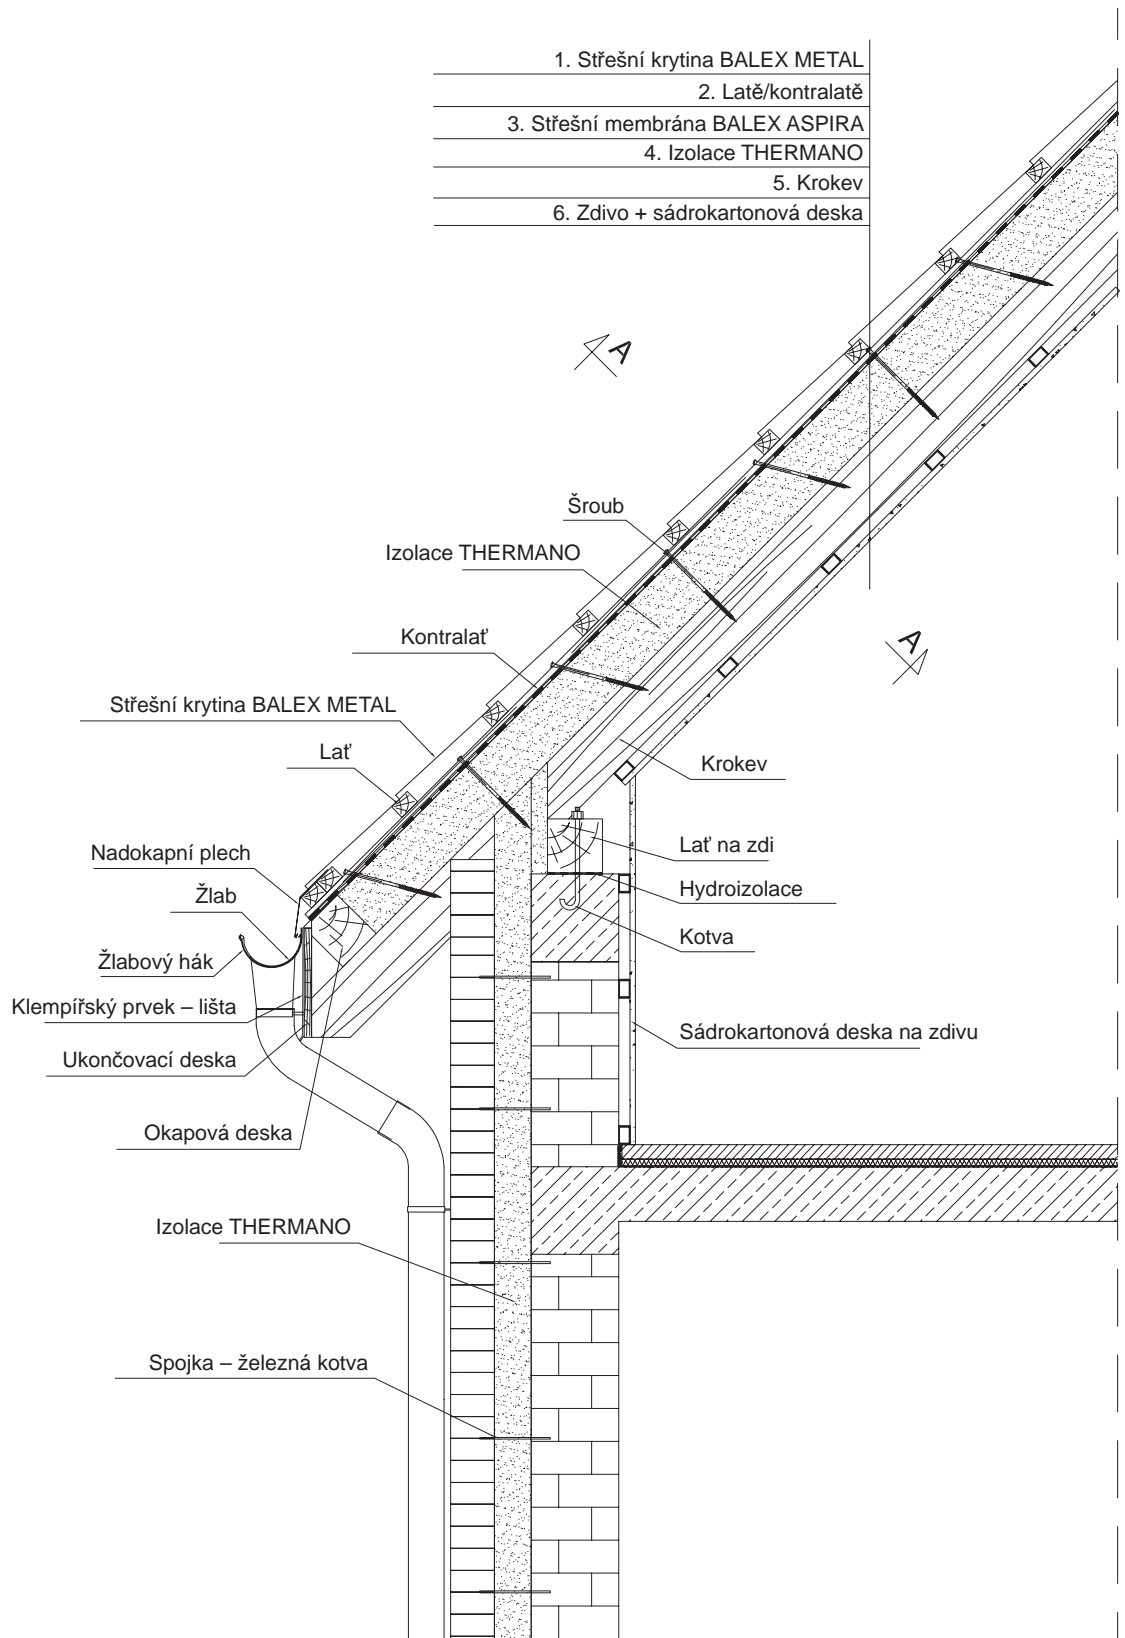 1. Střešní krytina BALEX METAL
2. Latě/kontralatě
3. Střešní membrána BALEX ASPIRA
4. Izolace THERMANO
5. Krokev
6. Zdivo + sádrokartonová deska
A
Šroub
Izolace THERMANO
Kontralať
A
Střešní krytina BALEX METAL
Lať
Krokev
Nadokapní plech
Lať na zdi
Žlab
Hydroizolace
Kotva
Žlabový hák
Klempířský prvek – lišta
Sádrokartonová deska na zdivu
Ukončovací deska
Okapová deska
Izolace THERMANO
Spojka – železná kotva